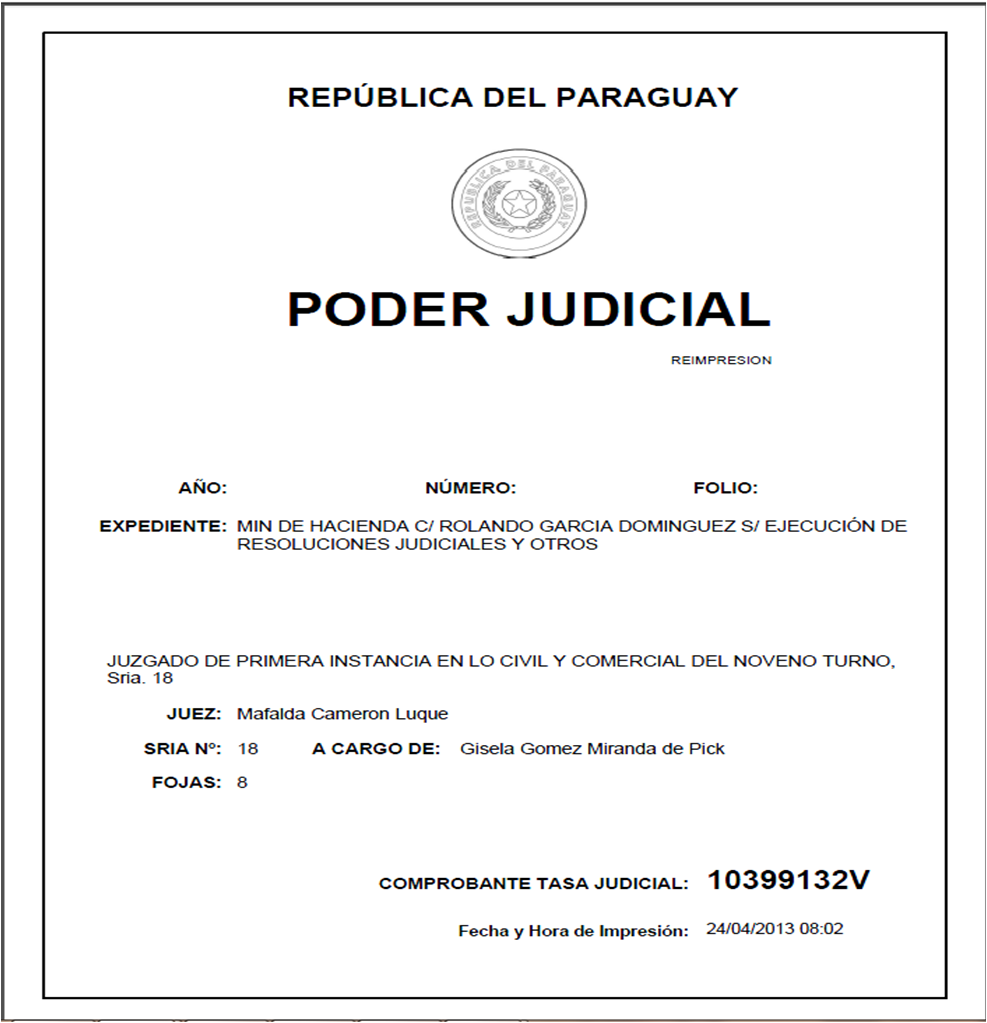 REPÚBLICA DEL PARAGUAY
REPUBLICA DEL PARAGUAY
PODER JUDICIAL
REIMPRESION
AÑO: NÚMERO: FOLIO:
EXPEDIENTE: MIN DE HACIENDA C/ ROLANDO GARCIA DOMINGUEZ S/ EJECUCIÓN DE
RESOLUCIONES JUDICIALES Y OTROS
JUZGADO DE PRIMERA INSTANCIA EN LO CIVIL Y COMERCIAL DEL NOVENO TURNO,
Sria. 18
JUEZ: Mafalda Cameron Luque
SRIA Nº: 18 A CARGO DE: Gisela Gomez Miranda de Pick
FOJAS: 8
COMPROBANTE TASA JUDICIAL: 10399132V
Fecha y Hora de Impresión: 24/04/2013 08:02